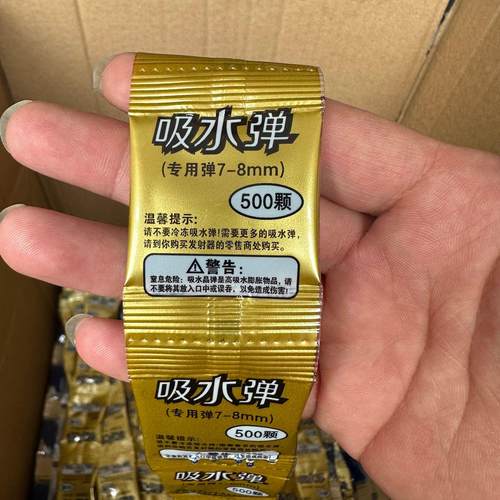 吸水弹
(专用弹7-8mm)
500颗
温馨提示:
请不要冷冻吸水弹!需要更多的吸水弹,
请到你购买发射器的零售商处购买。
警告:
窒息危险: 吸水晶弹是高吸水膨胀物品, 请
不要将其放入口中或误吞, 以免造成伤害!
吸水弹
(专用弹7-8mm)
500颗
温馨提示:
吸水弹
500颗